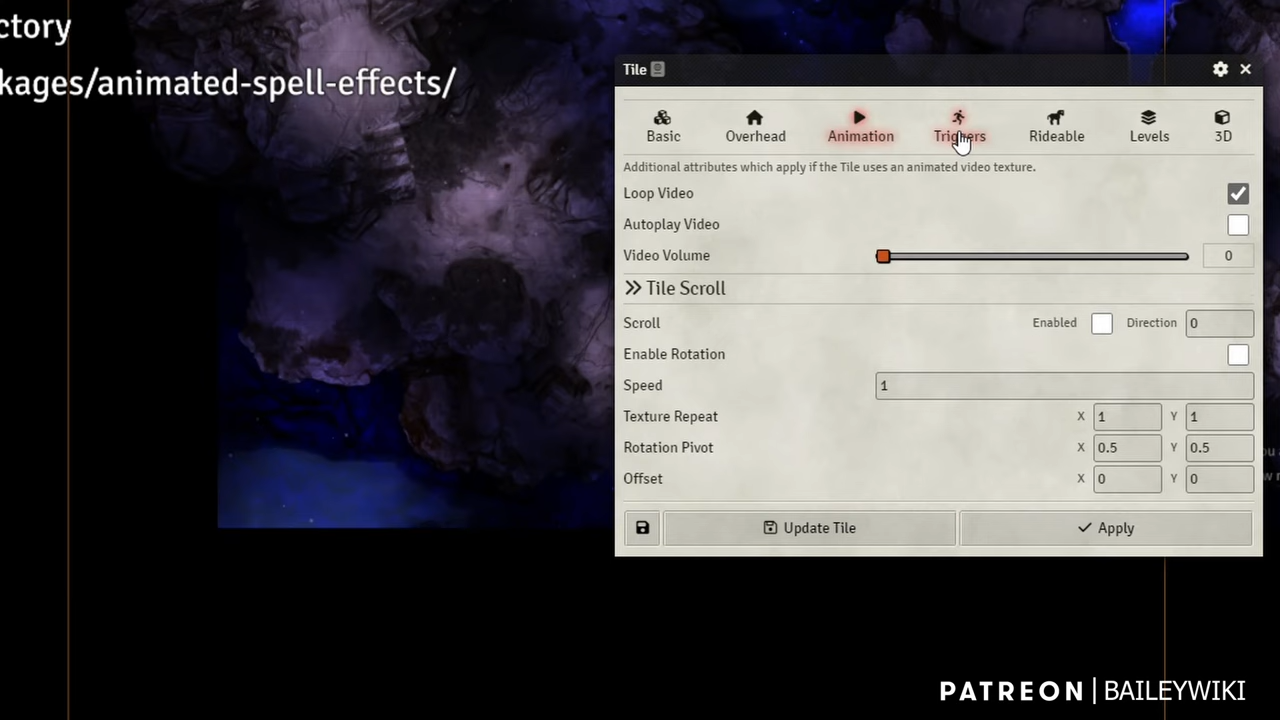 ctory
kages/animated-spell-effects/
Tile
Basic Overhead Animation Triggers Rideable Levels 3D
Additional attributes which apply if the Tile uses an animated video texture.
Loop Video
Autoplay Video
Video Volume 0
Tile Scroll
Scroll Enabled Direction 0
Enable Rotation
Speed 1
Texture Repeat X 1 Y 1
Rotation Pivot X 0.5 Y 0.5
Offset X 0 Y 0
Update Tile Apply
PATREON | BAILEYWIKI